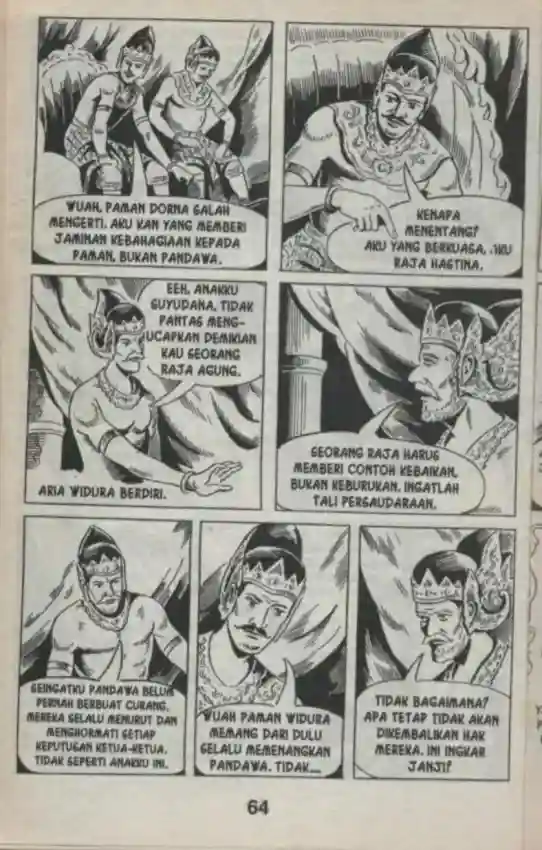 WUAH, PAMAN DORNA SALAH
MENGERTI. AKU KAN YANG MEMBERI
JAMINAN KEBAHAGIAAN KEPADA
PAMAN, BUKAN PANDAWA.
KENAPA
MENENTANG?
AKU YANG BERKUASA, AKU
RAJA HASTINA.
EEH, ANAKKU
SUYUDANA, TIDAK
PANTAS MENG-
UCAPKAN DEMIKIAN
KAU SEORANG
RAJA AGUNG.
ARIA WIDURA BERDIRI.
SEORANG RAJA HARUS
MEMBERI CONTOH KEBAIKAN,
BUKAN KEBURUKAN. INGATLAH
TALI PERSAUDARAAN.
SEINGATKU PANDAWA BELUM
PERNAH BERBUAT CURANG.
MEREKA SELALU MENURUT DAN
MENGHORMATI SETIAP
KEPUTUSAN KETUA-KETUA.
TIDAK SEPERTI ANAKKU INI.
WUAH PAMAN WIDURA
MEMANG DARI DULU
SELALU MEMENANGKAN
PANDAWA. TIDAK....
TIDAK BAGAIMANA?
APA TETAP TIDAK AKAN
DIKEMBALIKAN HAK
MEREKA. INI INGKAR
JANJI?
64